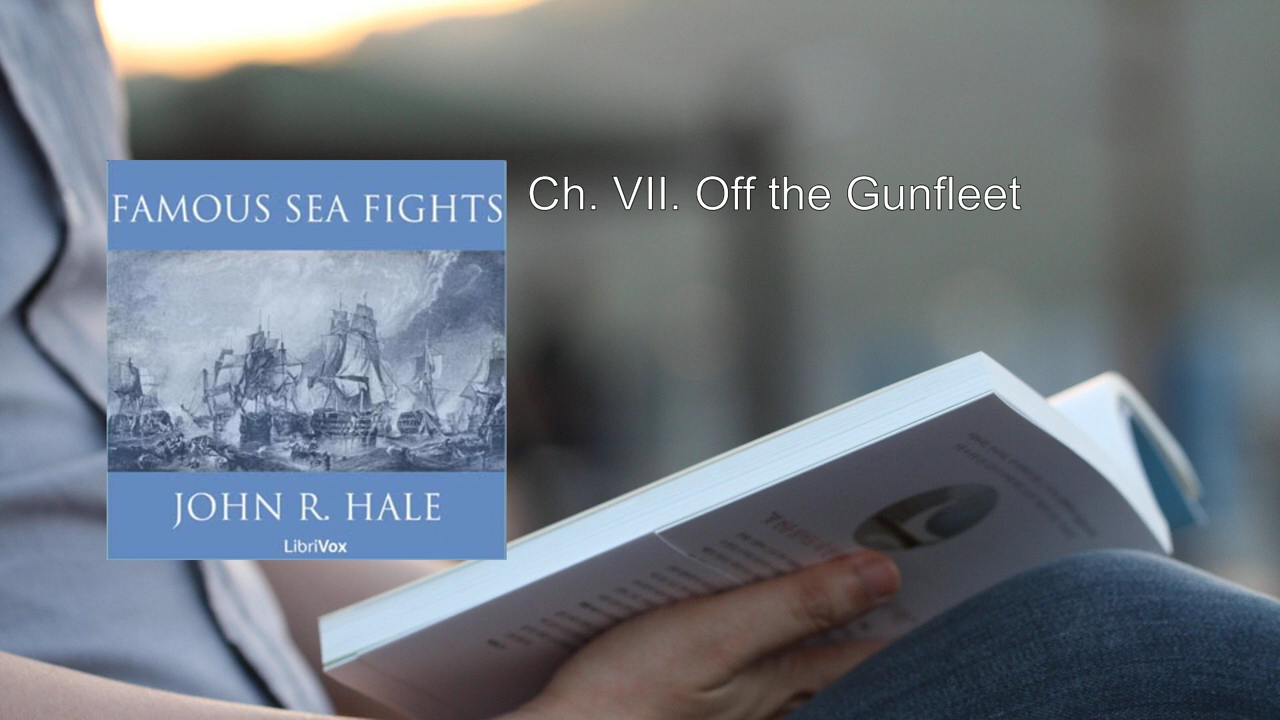 FAMOUS SEA FIGHTS
JOHN R. HALE
LibriVox
Ch. VII. Off the Gunfleet